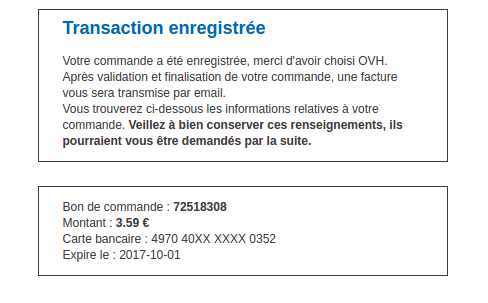 Transaction enregistrée
Votre commande a été enregistrée, merci d'avoir choisi OVH.
Après validation et finalisation de votre commande, une facture
vous sera transmise par email.
Vous trouverez ci-dessous les informations relatives à votre
commande. Veillez à bien conserver ces renseignements, ils
pourraient vous être demandés par la suite.
Bon de commande : 72518308
Montant : 3.59 €
Carte bancaire : 4970 40XX XXXX 0352
Expire le : 2017-10-01